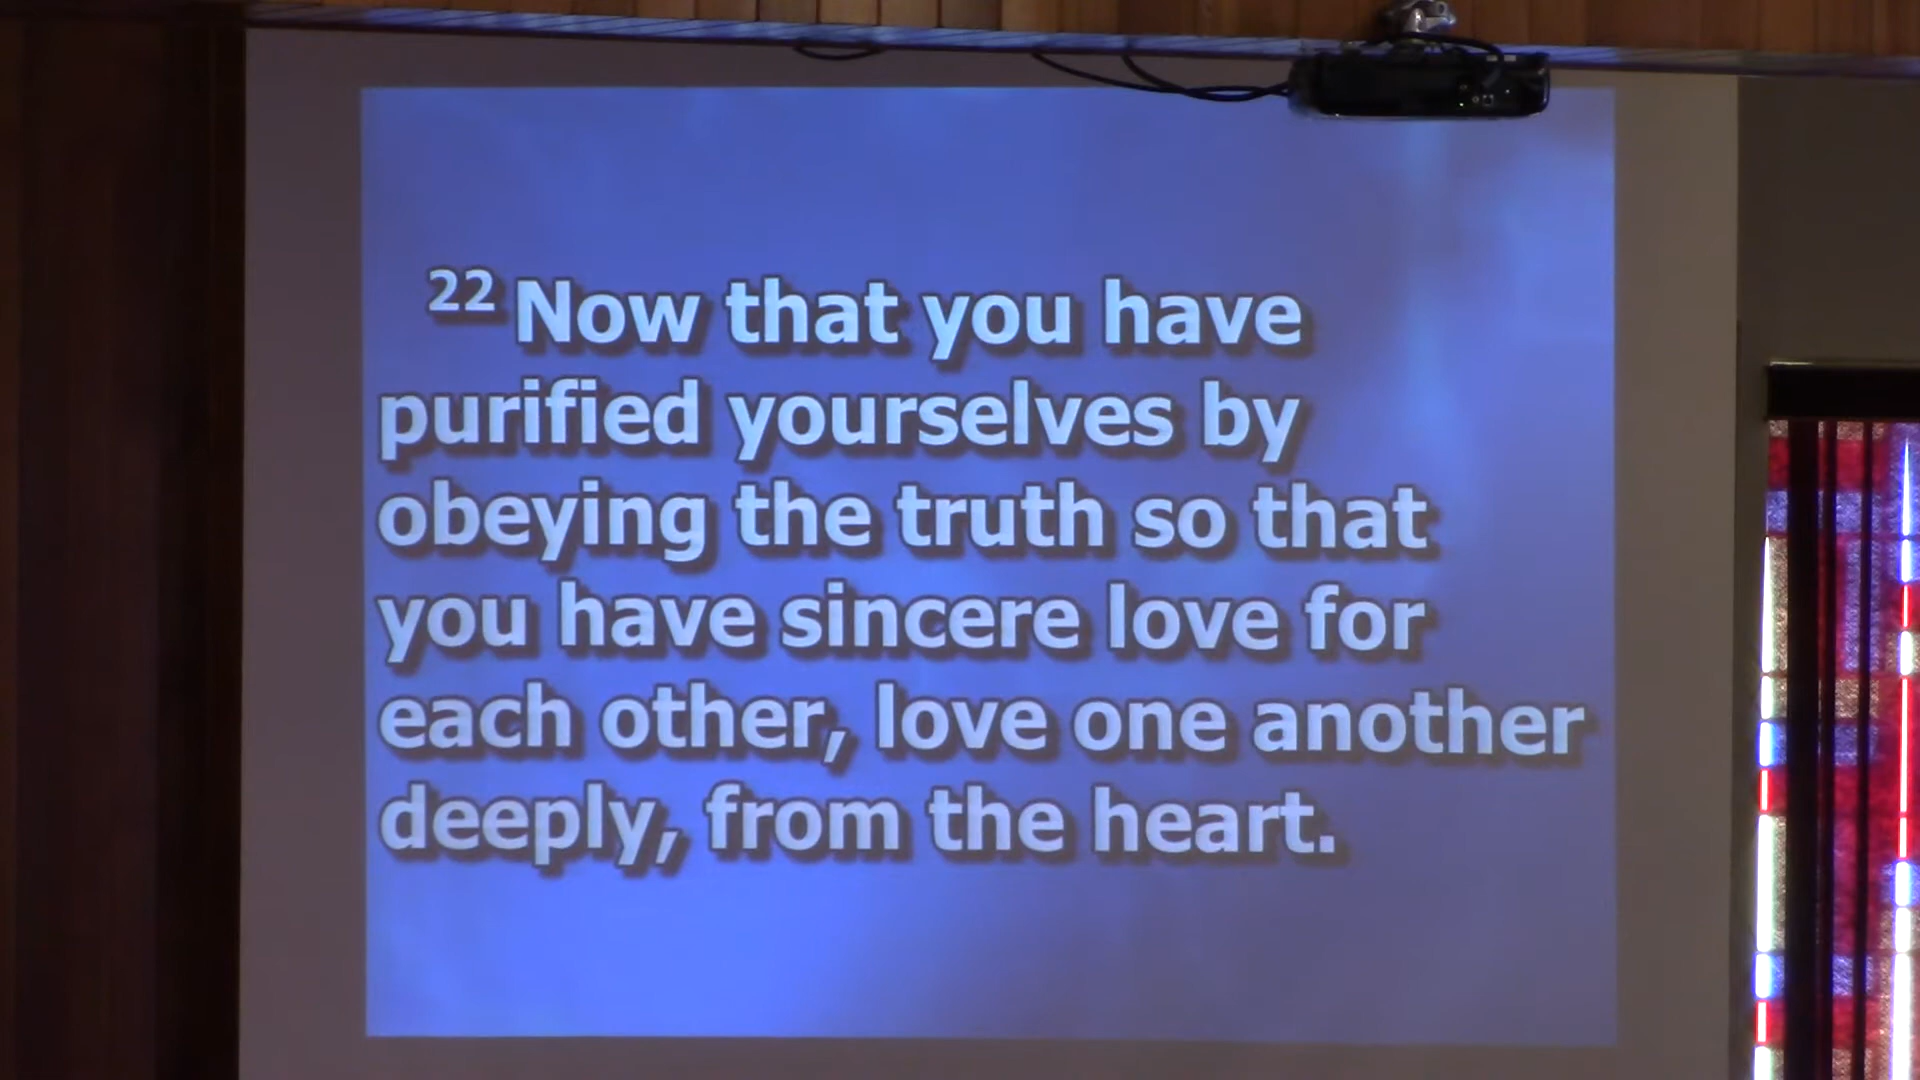 22 Now that you have
purified yourselves by
obeying the truth so that
you have sincere love for
each other, love one another
deeply, from the heart.